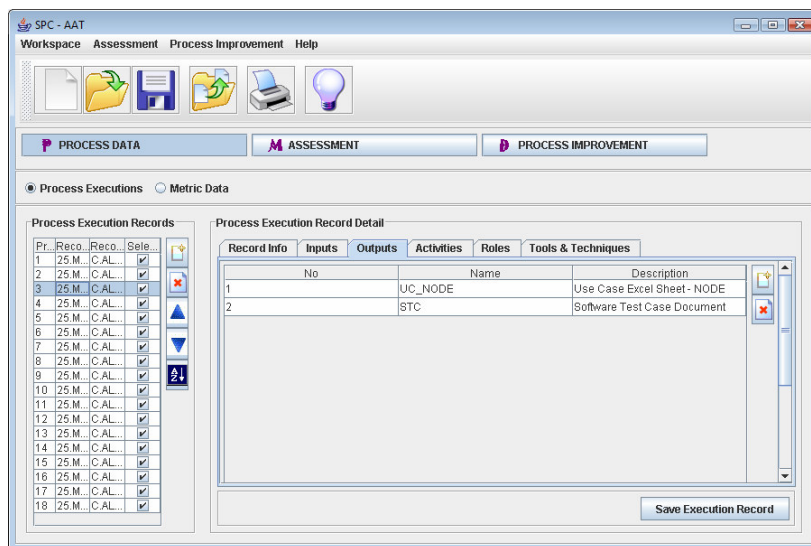 SPC - AAT
Workspace Assessment Process Improvement Help
P PROCESS DATA M ASSESSMENT D PROCESS IMPROVEMENT
Process Executions Metric Data
Process Execution Records Process Execution Record Detail
Record Info Inputs Outputs Activities Roles Tools & Techniques
Pr... Reco... Reco... Sele...
1 25.M... C.AL...
2 25.M... C.AL...
3 25.M... C.AL...
4 25.M... C.AL...
5 25.M... C.AL...
6 25.M... C.AL...
7 25.M... C.AL...
8 25.M... C.AL...
9 25.M... C.AL...
10 25.M... C.AL...
11 25.M... C.AL...
12 25.M... C.AL...
13 25.M... C.AL...
14 25.M... C.AL...
15 25.M... C.AL...
16 25.M... C.AL...
17 25.M... C.AL...
18 25.M... C.AL...
A Z
No Name Description
1 UC_NODE Use Case Excel Sheet - NODE
2 STC Software Test Case Document
Save Execution Record